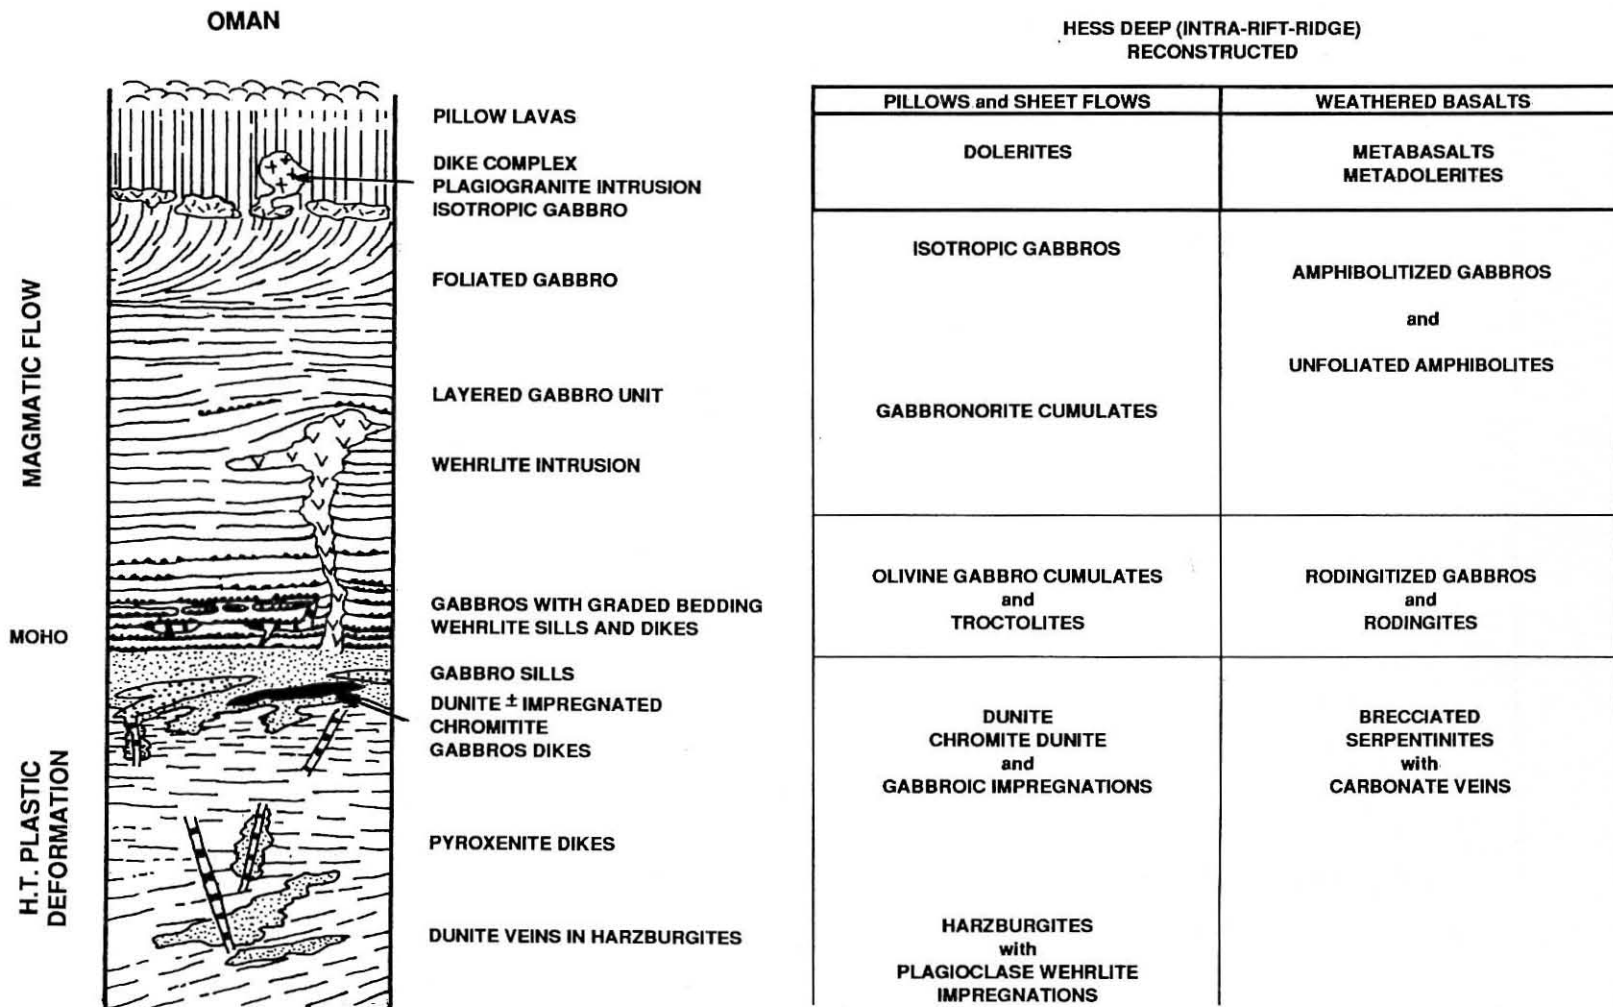 OMAN
MAGMATIC FLOW
MOHO
H.T. PLASTIC
DEFORMATION
PILLOW LAVAS
DIKE COMPLEX
PLAGIOGRANITE INTRUSION
ISOTROPIC GABBRO
FOLIATED GABBRO
LAYERED GABBRO UNIT
WEHRLITE INTRUSION
GABBROS WITH GRADED BEDDING
WEHRLITE SILLS AND DIKES
GABBRO SILLS
DUNITE ± IMPREGNATED
CHROMITITE
GABBROS DIKES
PYROXENITE DIKES
DUNITE VEINS IN HARZBURGITES
HESS DEEP (INTRA-RIFT-RIDGE)
RECONSTRUCTED
PILLOWS and SHEET FLOWS
WEATHERED BASALTS
DOLERITES
METABASALTS
METADOLERITES
ISOTROPIC GABBROS
GABBRONORITE CUMULATES
AMPHIBOLITIZED GABBROS
and
UNFOLIATED AMPHIBOLITES
OLIVINE GABBRO CUMULATES
and
TROCTOLITES
RODINGITIZED GABBROS
and
RODINGITES
DUNITE
CHROMITE DUNITE
and
GABBROIC IMPREGNATIONS
BRECCIATED
SERPENTINITES
with
CARBONATE VEINS
HARZBURGITES
with
PLAGIOCLASE WEHRLITE
IMPREGNATIONS